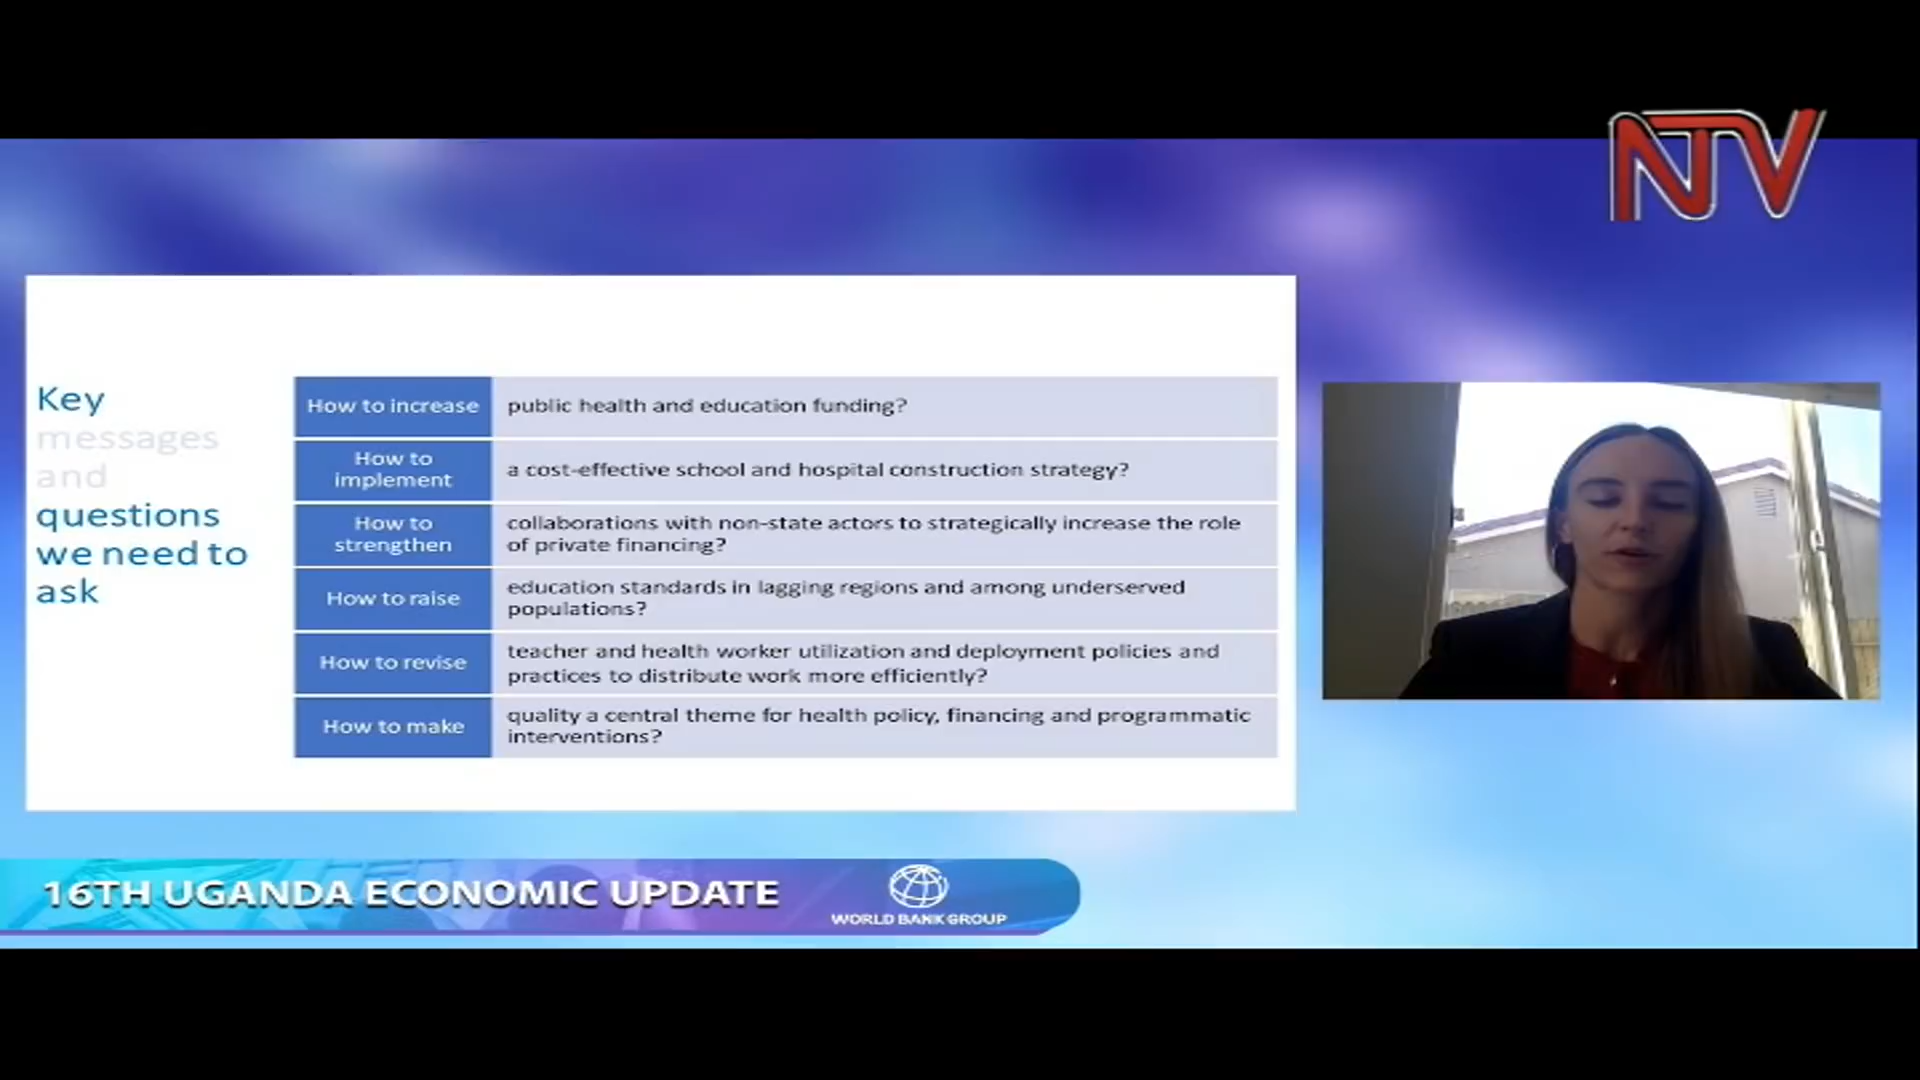 NTV
Key
messages
and
questions
we need to
ask
How to increase
public health and education funding?
How to
implement
a cost-effective school and hospital construction strategy?
How to
strengthen
collaborations with non-state actors to strategically increase the role
of private financing?
How to raise
education standards in lagging regions and among underserved
populations?
How to revise
teacher and health worker utilization and deployment policies and
practices to distribute work more efficiently?
How to make
quality a central theme for health policy, financing and programmatic
interventions?
16TH UGANDA ECONOMIC UPDATE
WORLD BANK GROUP